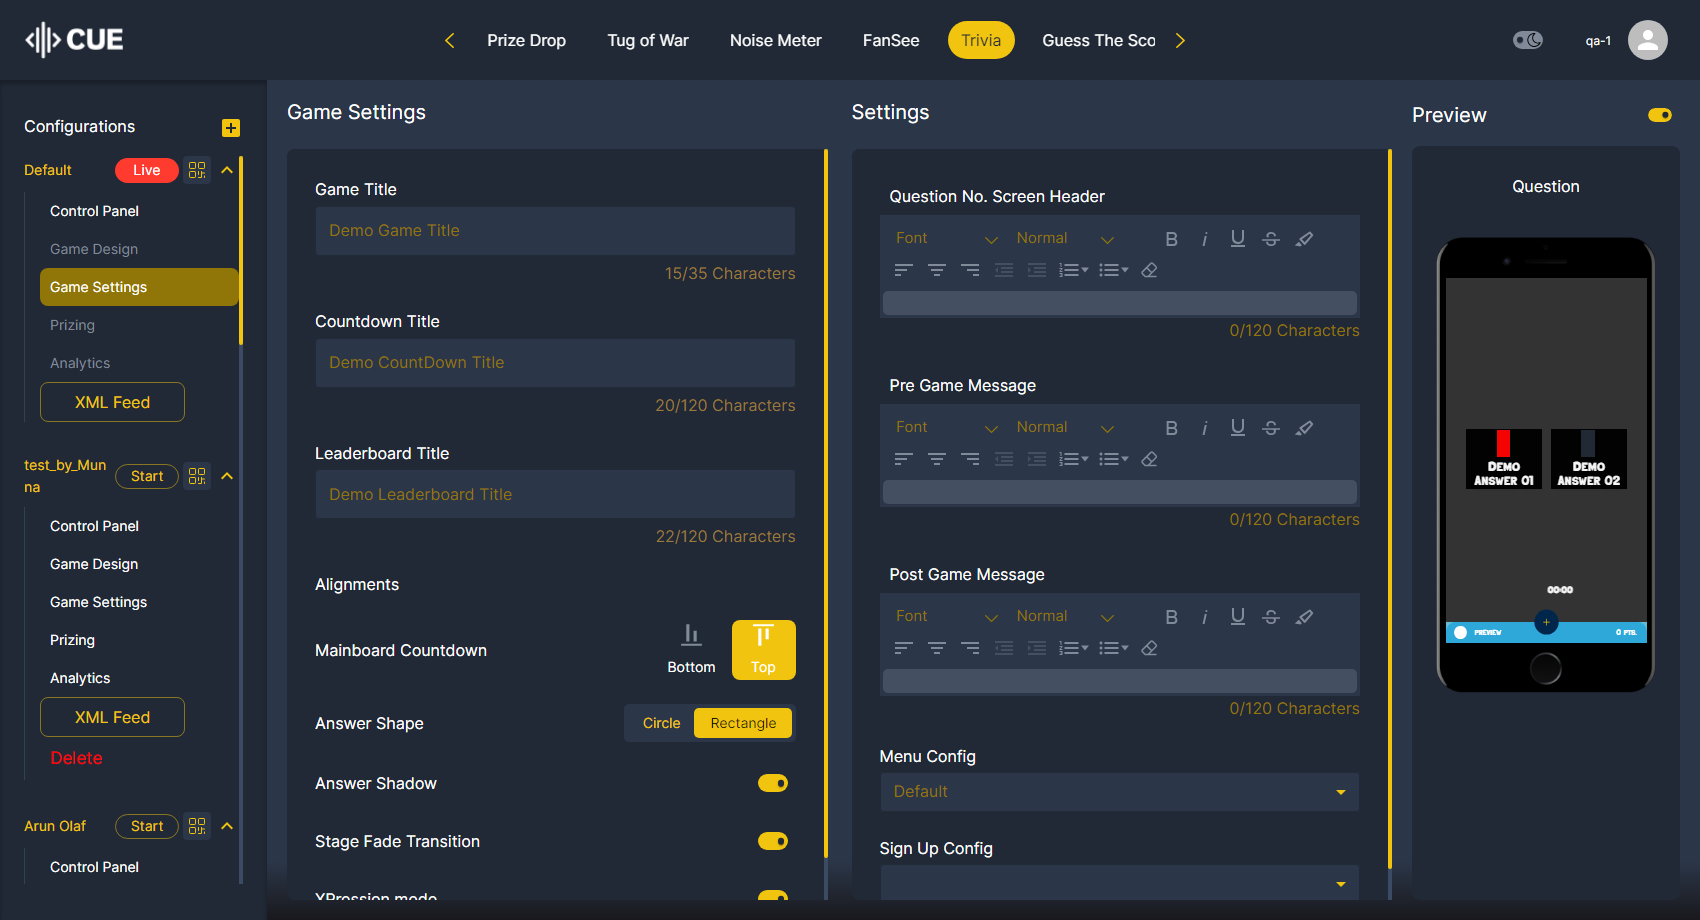 CUE
Prize Drop
Tug of War
Noise Meter
FanSee
Trivia
Guess The Sco
qa-1
Configurations
Default
Live
Control Panel
Game Design
Game Settings
Prizing
Analytics
XML Feed
test_by_Mun
na
Start
Control Panel
Game Design
Game Settings
Prizing
Analytics
XML Feed
Delete
Arun Olaf
Start
Control Panel
Game Settings
Game Title
Demo Game Title
15/35 Characters
Countdown Title
Demo CountDown Title
20/120 Characters
Leaderboard Title
Demo Leaderboard Title
22/120 Characters
Alignments
Mainboard Countdown
Bottom
Top
Answer Shape
Circle
Rectangle
Answer Shadow
Stage Fade Transition
XPression mode
Settings
Question No. Screen Header
Font
Normal
0/120 Characters
Pre Game Message
Font
Normal
0/120 Characters
Post Game Message
Font
Normal
0/120 Characters
Menu Config
Default
Sign Up Config
Preview
Question
DEMO
ANSWER 01
DEMO
ANSWER 02
00:00
PREVIEW
0 PTS.